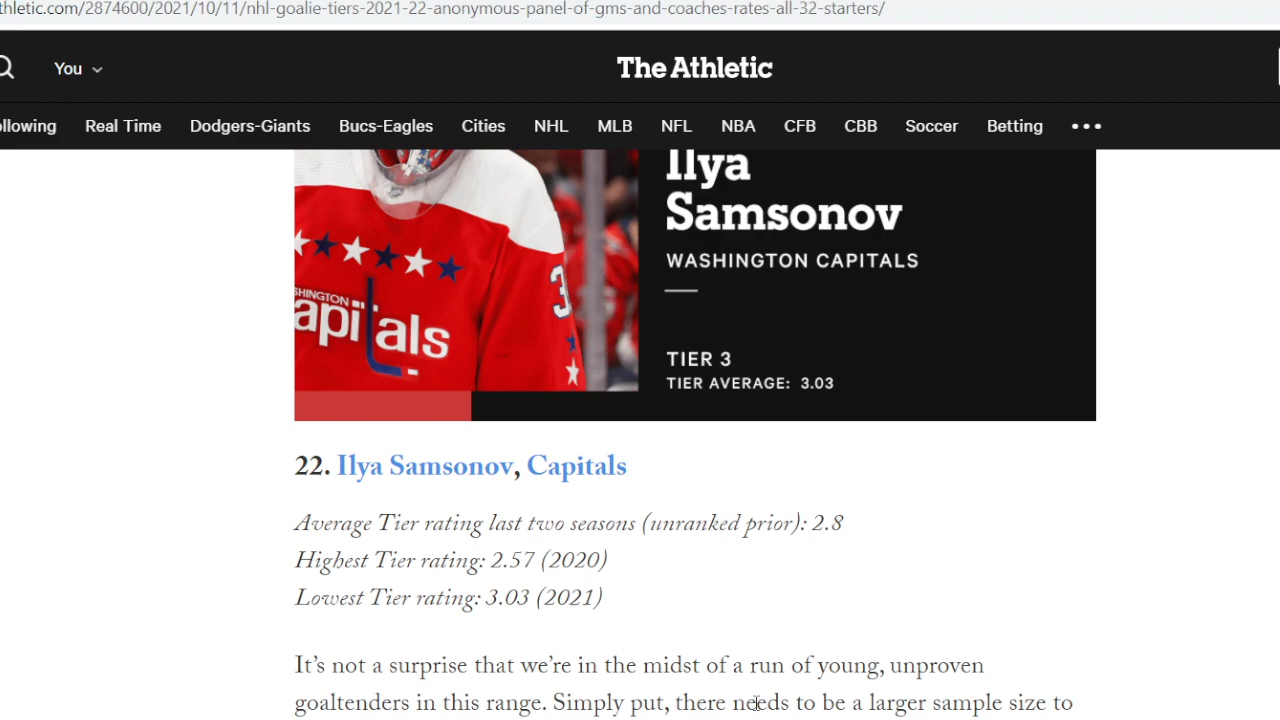 thletic.com/2874600/2021/10/11/nhl-goalie-tiers-2021-22-anonymous-panel-of-gms-and-coaches-rates-all-32-starters/
You
The Athletic
ollowing Real Time Dodgers-Giants Bucs-Eagles Cities NHL MLB NFL NBA CFB CBB Soccer Betting
Ilya
Samsonov
WASHINGTON CAPITALS
SHINGTON
apitals
3
TIER 3
TIER AVERAGE: 3.03
22. Ilya Samsonov, Capitals
Average Tier rating last two seasons (unranked prior): 2.8
Highest Tier rating: 2.57 (2020)
Lowest Tier rating: 3.03 (2021)
It's not a surprise that we're in the midst of a run of young, unproven
goaltenders in this range. Simply put, there needs to be a larger sample size to